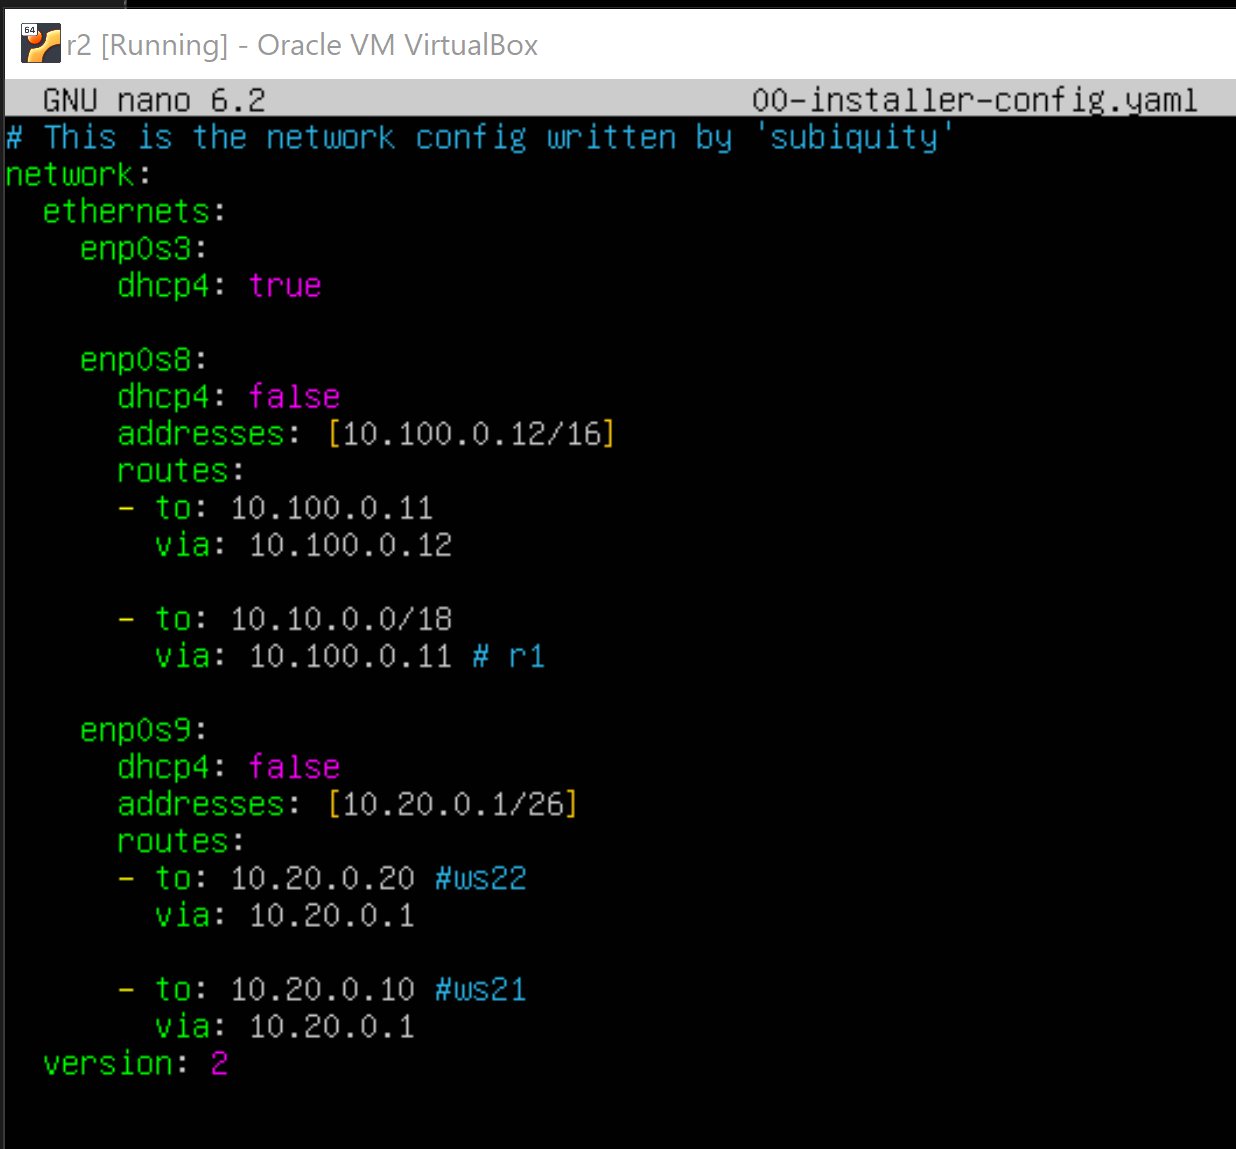 64
r2 [Running] - Oracle VM VirtualBox
GNU nano 6.2 00-installer-config.yaml
# This is the network config written by 'subiquity'
network:
  ethernets:
    enp0s3:
      dhcp4: true

    enp0s8:
      dhcp4: false
      addresses: [10.100.0.12/16]
      routes:
      - to: 10.100.0.11
        via: 10.100.0.12

      - to: 10.10.0.0/18
        via: 10.100.0.11 # r1

    enp0s9:
      dhcp4: false
      addresses: [10.20.0.1/26]
      routes:
      - to: 10.20.0.20 #ws22
        via: 10.20.0.1

      - to: 10.20.0.10 #ws21
        via: 10.20.0.1
  version: 2